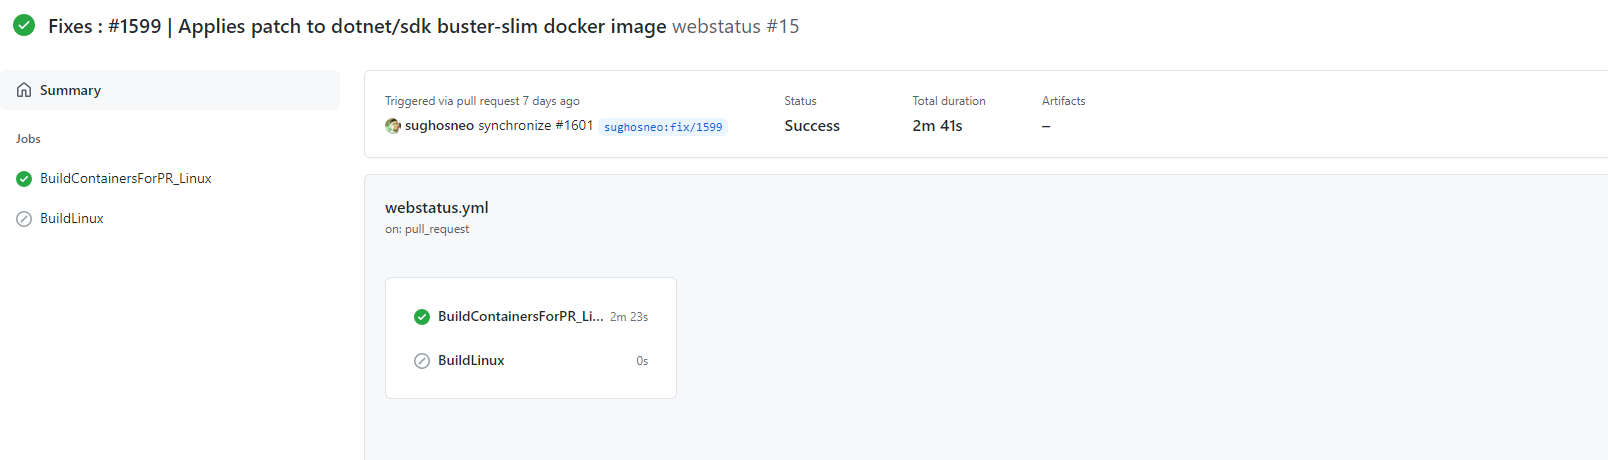 Fixes : #1599 | Applies patch to dotnet/sdk buster-slim docker image webstatus #15
Summary
Jobs
BuildContainersForPR_Linux
BuildLinux
Triggered via pull request 7 days ago
sughosneo synchronize #1601 sughosneo:fix/1599
Status
Success
Total duration
2m 41s
Artifacts
–
webstatus.yml
on: pull_request
BuildContainersForPR_Li... 2m 23s
BuildLinux 0s